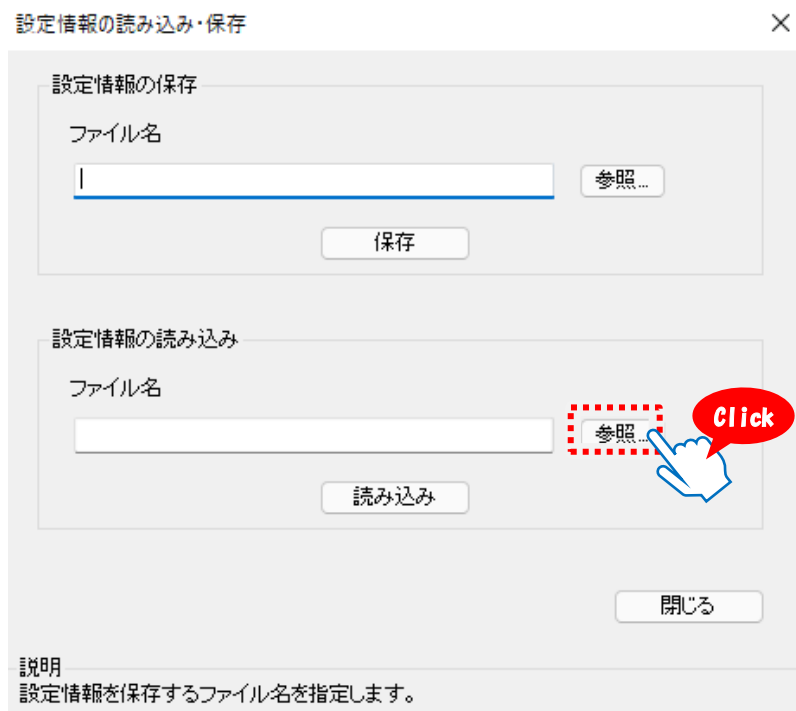 設定情報の読み込み・保存
設定情報の保存
ファイル名
参照...
保存
設定情報の読み込み
ファイル名
参照...
Click
読み込み
閉じる
説明
設定情報を保存するファイル名を指定します。